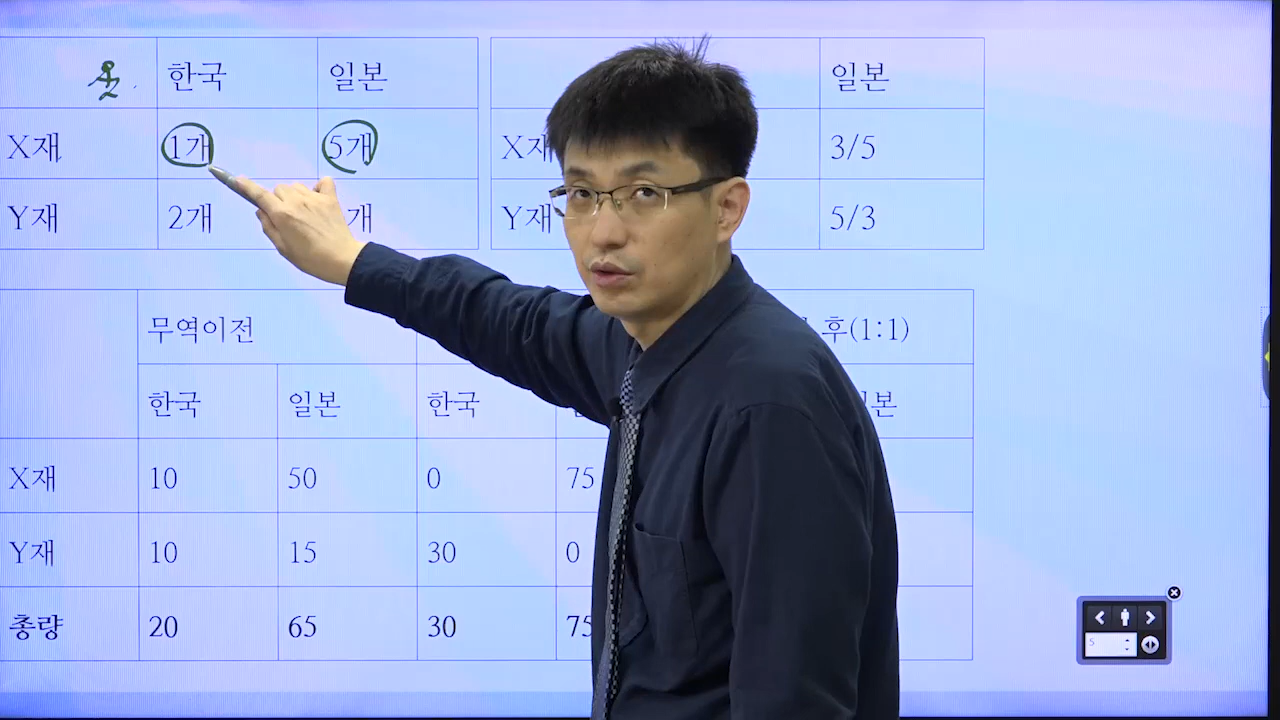 한국 일본
X재 1개 5개
Y재 2개 개
일본
X재 3/5
Y재 5/3
무역이전 후(1:1)
한국 일본 한국
X재 10 50 0 75
Y재 10 15 30 0
총량 20 65 30 75
5